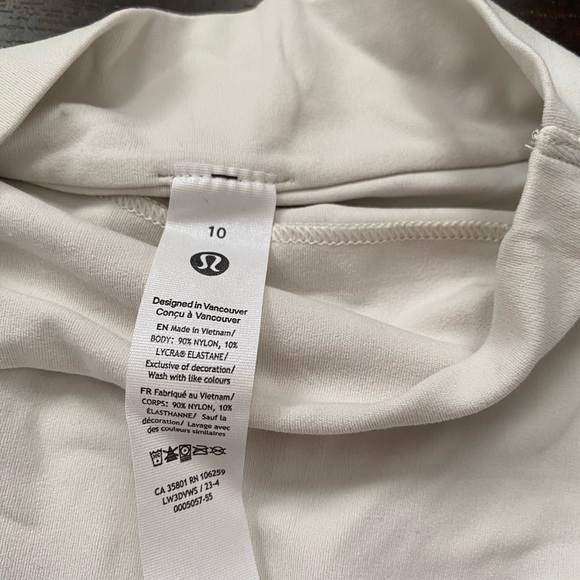 10
Designed in Vancouver
Conçu à Vancouver
EN Made in Vietnam/
BODY: 90% NYLON, 10%
LYCRA® ELASTANE/
Exclusive of decoration/
Wash with like colours
FR Fabriqué au Vietnam/
CORPS: 90% NYLON, 10%
ÉLASTHANNE/ Sauf la
décoration/ Lavage avec
des couleurs similaires
CA 35801 RN 106259
LW3DVWS / 23-4
0005057-55